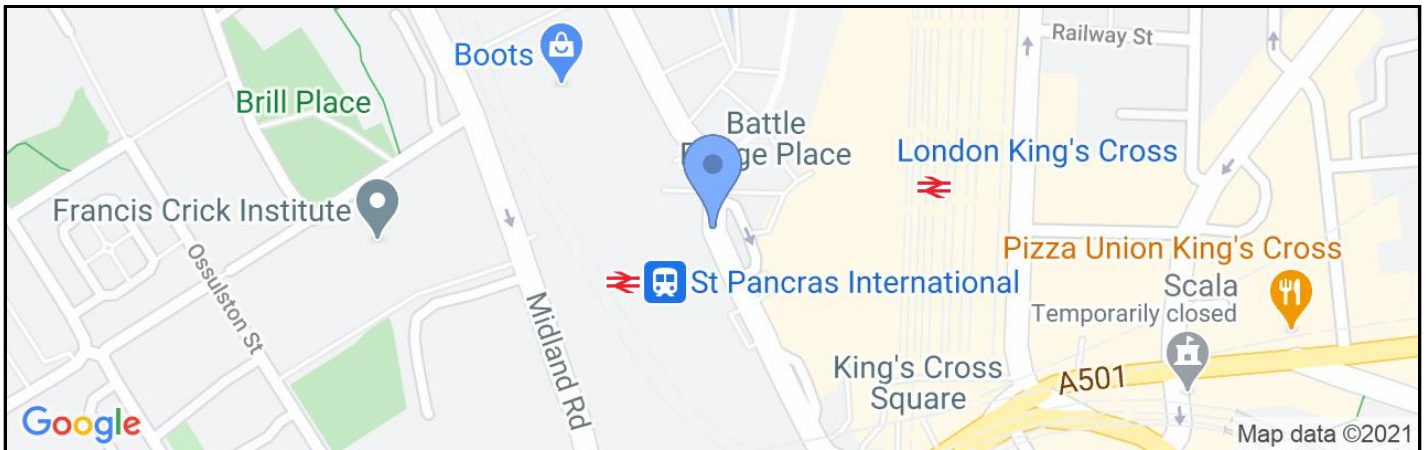 Boots
Railway St
Brill Place
Battle
Place
London King's Cross
Francis Crick Institute
Ossulston St
Pizza Union King's Cross
St Pancras International
Scala
Temporarily closed
Midland Rd
King's Cross
Square
A501
Google
Map data ©2021